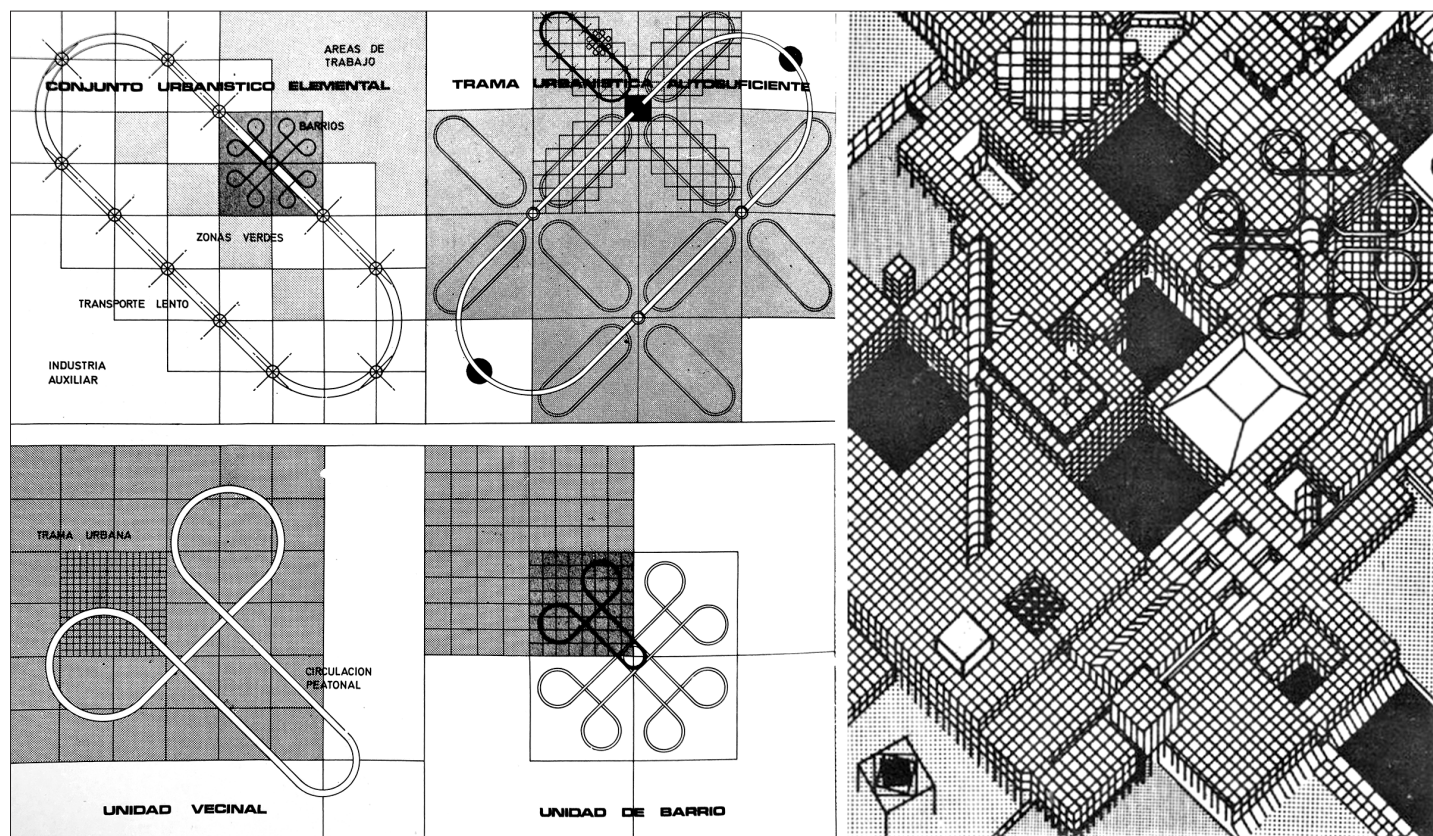 AREAS DE
TRABAJO
CONJUNTO URBANISTICO ELEMENTAL
BARRIOS
ZONAS VERDES
TRANSPORTE LENTO
INDUSTRIA
AUXILIAR
TRAMA URBANISTICA AUTOSUFICIENTE
TRAMA URBANA
CIRCULACION
PEATONAL
UNIDAD VECINAL
UNIDAD DE BARRIO